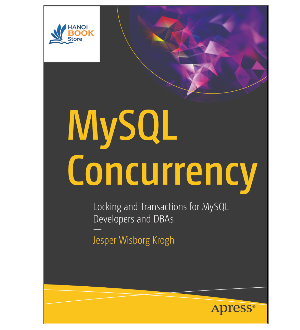 HANOI
BOOK
Store
MySQL
Concurrency
Locking and Transactions for MySQL
Developers and DBAs
Jesper Wisborg Krogh
Apress®